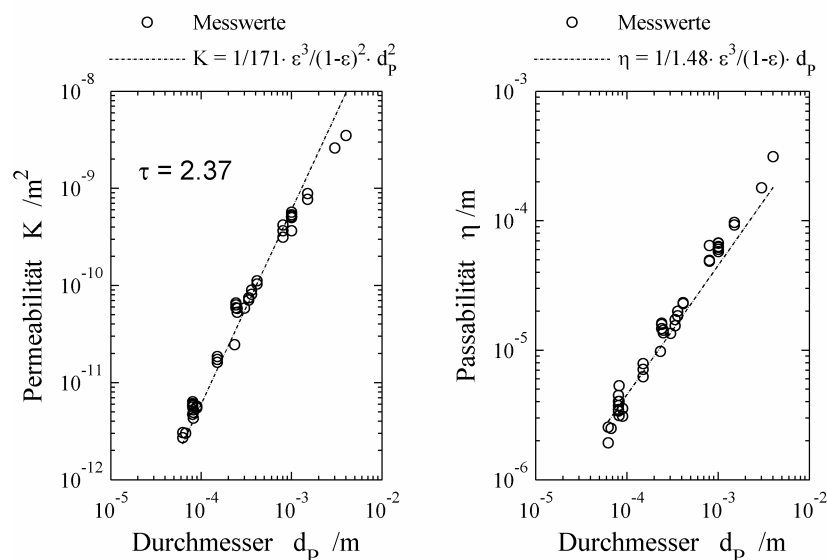 Messwerte
K = 1/171· ε³/(1-ε)²· d_P²
τ = 2.37
Permeabilität K /m²
10⁻⁸
10⁻⁹
10⁻¹⁰
10⁻¹¹
10⁻¹²
10⁻⁵ 10⁻⁴ 10⁻³ 10⁻²
Durchmesser d_P /m
Messwerte
η = 1/1.48· ε³/(1-ε)· d_P
Passabilität η /m
10⁻³
10⁻⁴
10⁻⁵
10⁻⁶
10⁻⁵ 10⁻⁴ 10⁻³ 10⁻²
Durchmesser d_P /m